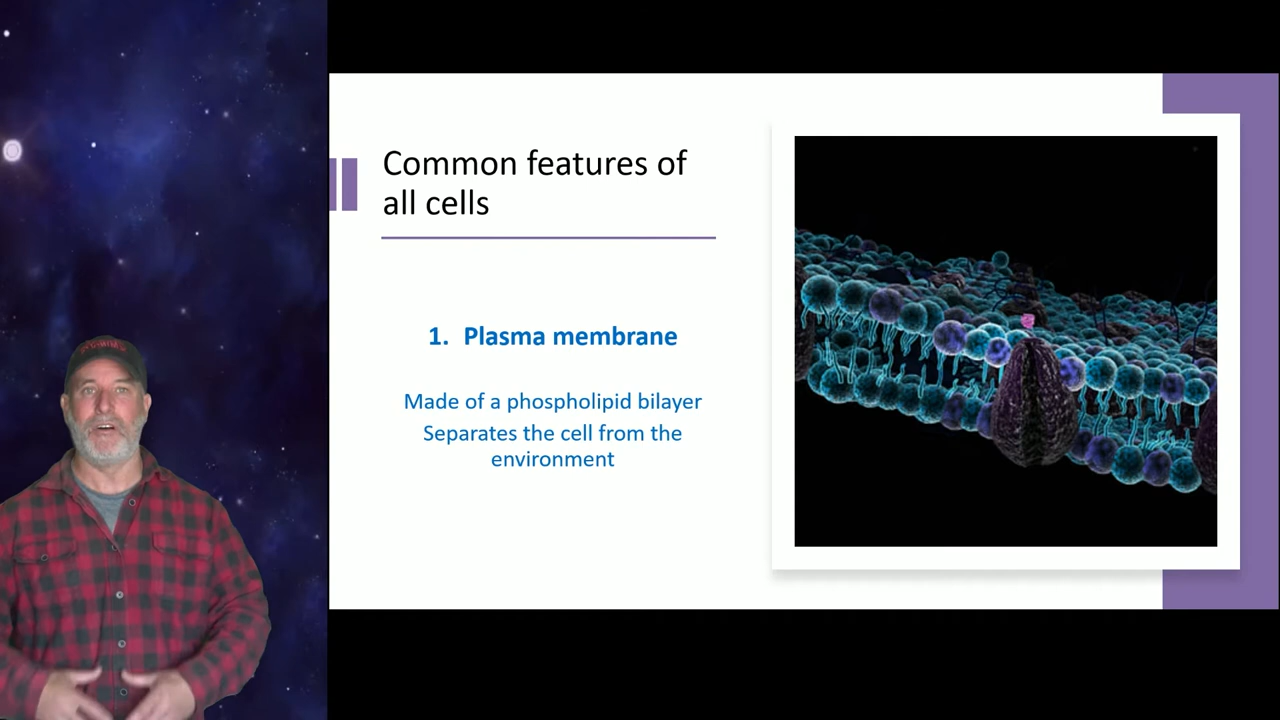 Common features of
all cells
1. Plasma membrane
Made of a phospholipid bilayer
Separates the cell from the
environment